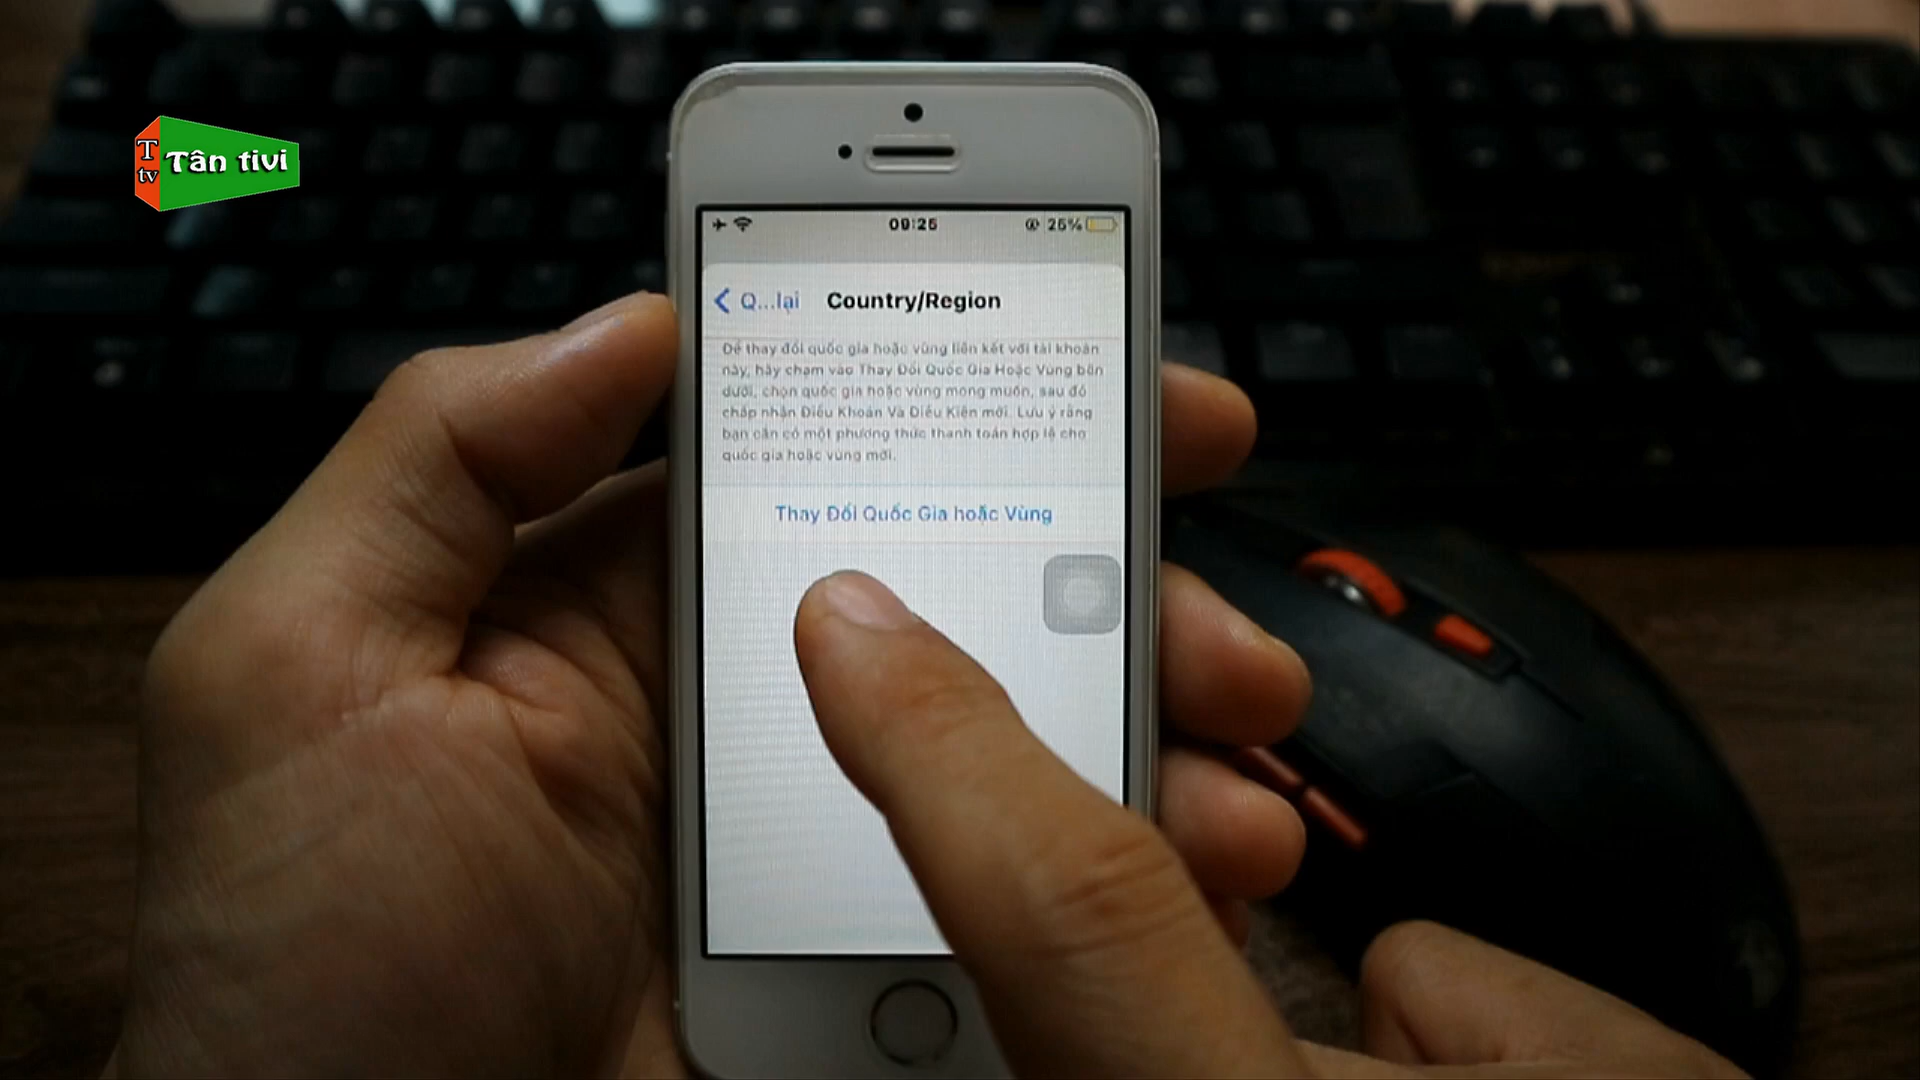 T
tv
Tân tivi
09:25
25%
Q...lại
Country/Region
Để thay đổi quốc gia hoặc vùng liên kết với tài khoản
này, hãy chạm vào Thay Đổi Quốc Gia Hoặc Vùng bên
dưới, chọn quốc gia hoặc vùng mong muốn, sau đó
chấp nhận Điều Khoản Và Điều Kiện mới. Lưu ý rằng
bạn cần có một phương thức thanh toán hợp lệ cho
quốc gia hoặc vùng mới.
Thay Đổi Quốc Gia hoặc Vùng